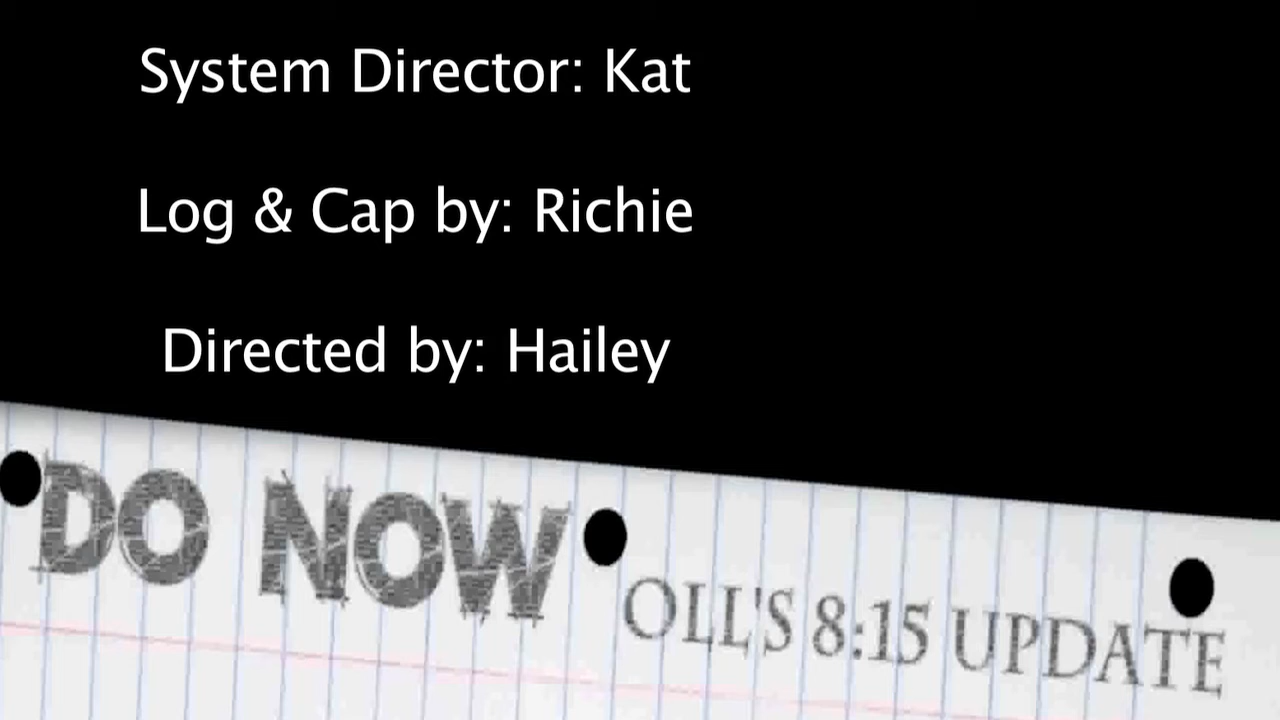 System Director: Kat
Log & Cap by: Richie
Directed by: Hailey
DO NOW OLL'S 8:15 UPDATE